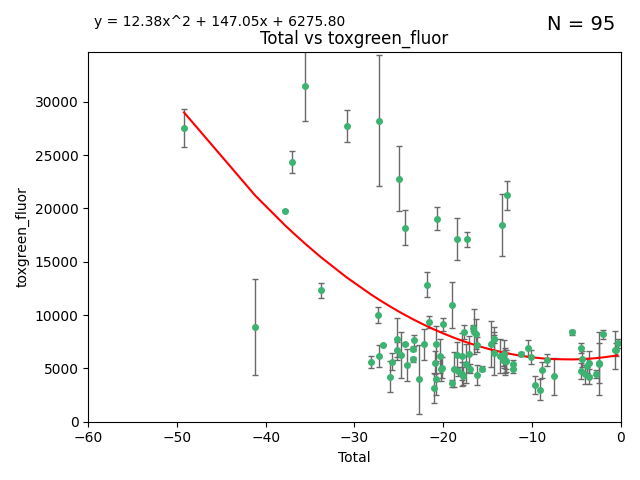 y = 12.38x^2 + 147.05x + 6275.80
N = 95
Total vs toxgreen_fluor
30000
25000
20000
15000
10000
5000
0
toxgreen_fluor
−60
−50
−40
−30
−20
−10
0
Total